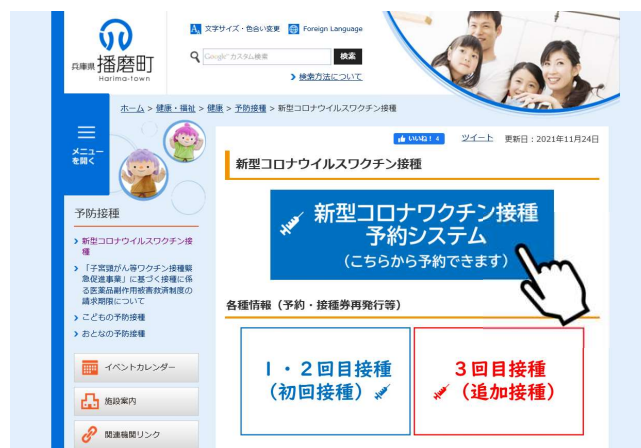 兵庫県 播磨町
Harima-town
文字サイズ・色合い変更 Foreign Language
Google カスタム検索 検索
検索方法について
ホーム > 健康・福祉 > 健康 > 予防接種 > 新型コロナウイルスワクチン接種
メニュー
を開く
いいね！ 4 ツイート 更新日：2021年11月24日
新型コロナウイルスワクチン接種
新型コロナワクチン接種
予約システム
（こちらから予約できます）
予防接種
新型コロナウイルスワクチン接
種
「子宮頸がん等ワクチン接種緊
急促進事業」に基づく接種に係
る医薬品副作用被害救済制度の
請求期限について
こどもの予防接種
おとなの予防接種
イベントカレンダー
施設案内
関連機関リンク
各種情報（予約・接種券再発行等）
１・２回目接種
（初回接種）
３回目接種
（追加接種）